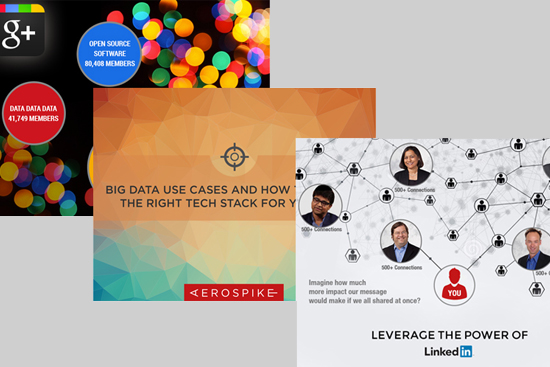 g+
OPEN SOURCE
SOFTWARE
80,408 MEMBERS
DATA DATA DATA
41,749 MEMBERS
BIG DATA USE CASES AND HOW
THE RIGHT TECH STACK FOR Y
AEROSPIKE
500+ Connections
500+ Connections
500+ Connections
500+ C
YOU
Imagine how much
more impact our message
would make if we all shared at once?
LEVERAGE THE POWER OF
Linkedin